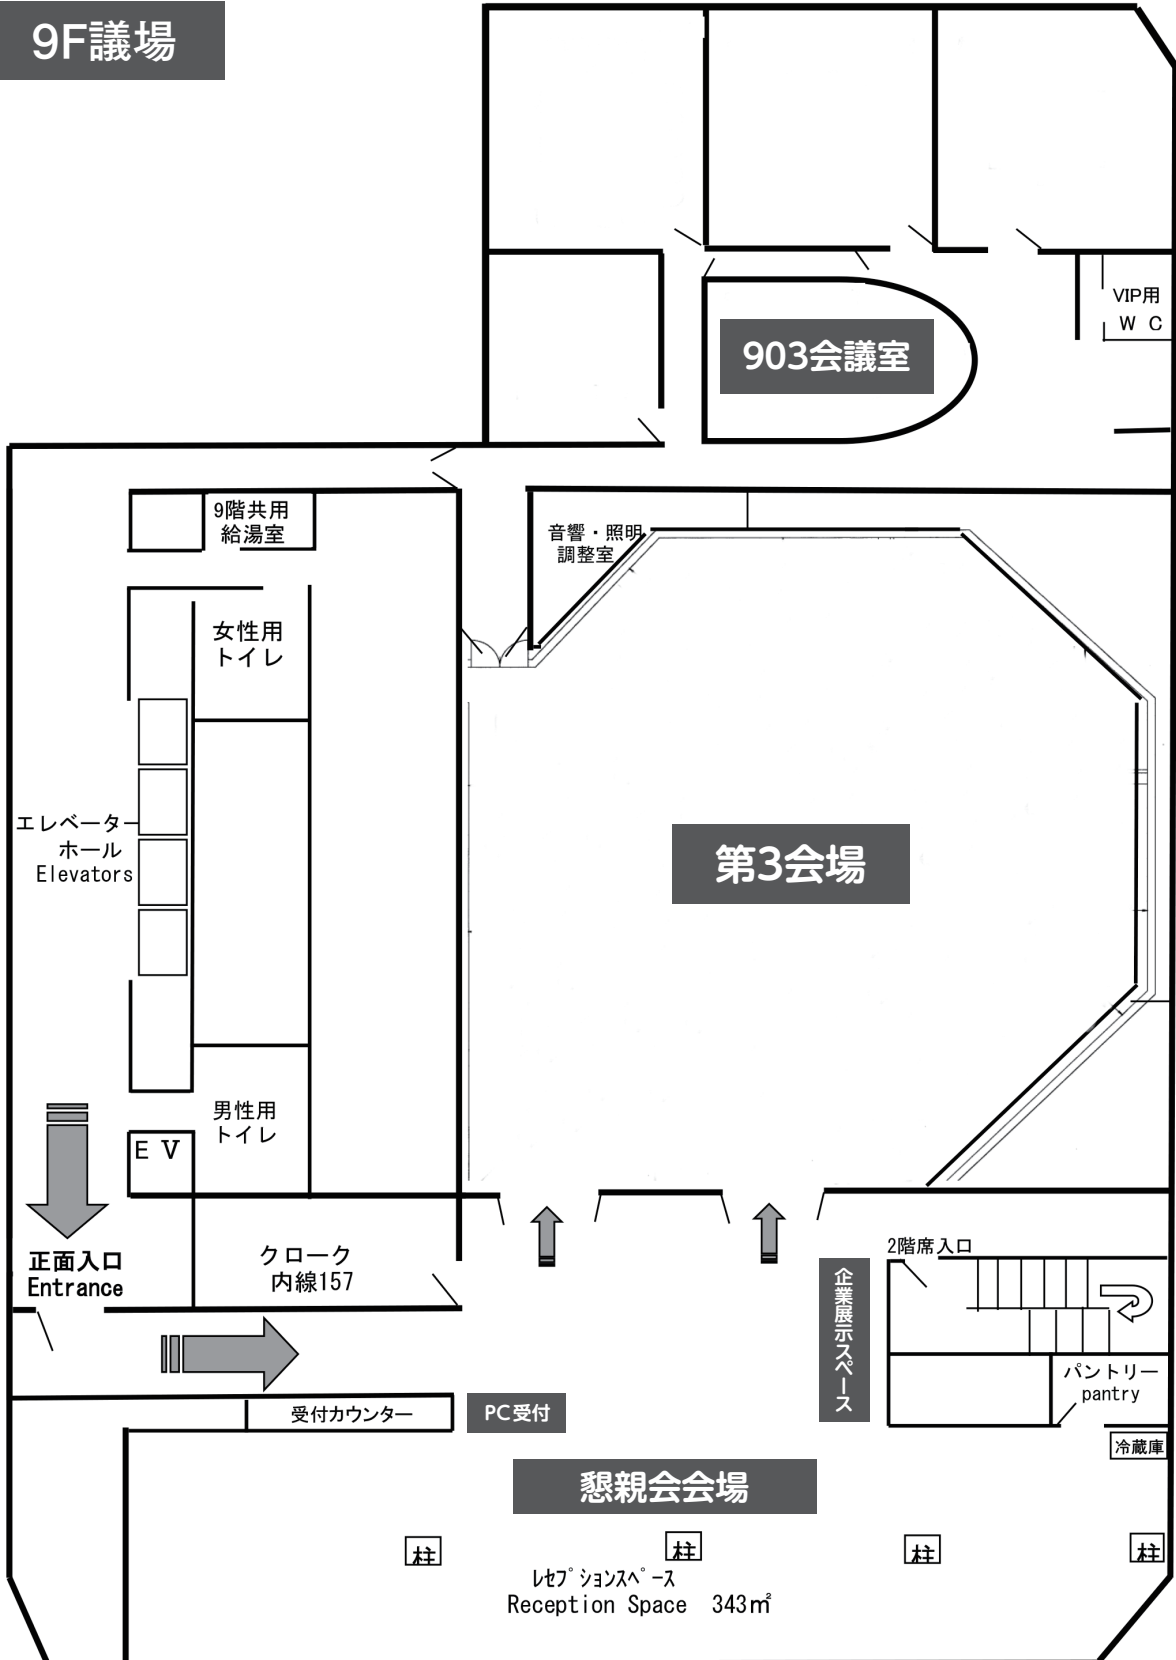 9F議場
VIP用
W C
903会議室
9階共用
給湯室
音響・照明
調整室
女性用
トイレ
エレベーター
ホール
Elevators
第3会場
男性用
トイレ
E V
正面入口
Entrance
クローク
内線157
2階席入口
企業展示スペース
パントリー
pantry
受付カウンター
PC受付
冷蔵庫
懇親会会場
柱
柱
柱
柱
ﾚｾﾌﾟｼｮﾝｽﾍﾟｰｽ
Reception Space 343㎡